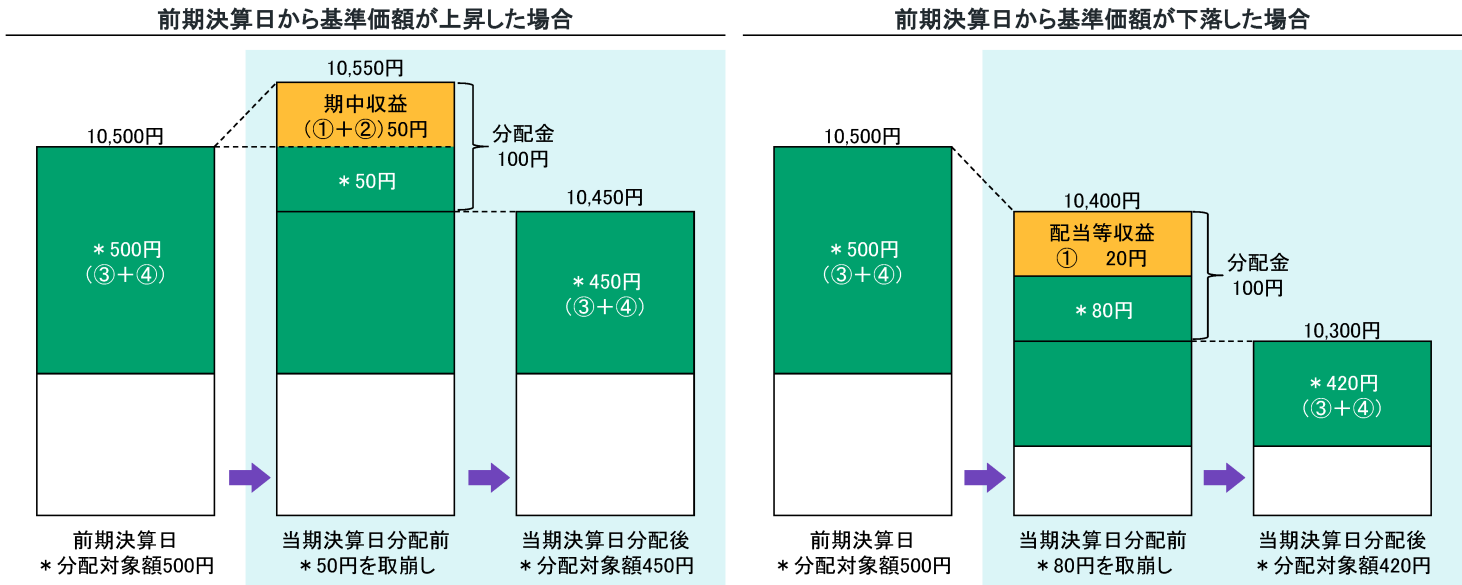 前期決算日から基準価額が上昇した場合
10,500円
＊500円
(③＋④)
前期決算日
＊分配対象額500円
10,550円
期中収益
(①＋②)50円
＊50円
分配金
100円
当期決算日分配前
＊50円を取崩し
10,450円
＊450円
(③＋④)
当期決算日分配後
＊分配対象額450円
前期決算日から基準価額が下落した場合
10,500円
＊500円
(③＋④)
前期決算日
＊分配対象額500円
10,400円
配当等収益
①　20円
＊80円
分配金
100円
当期決算日分配前
＊80円を取崩し
10,300円
＊420円
(③＋④)
当期決算日分配後
＊分配対象額420円